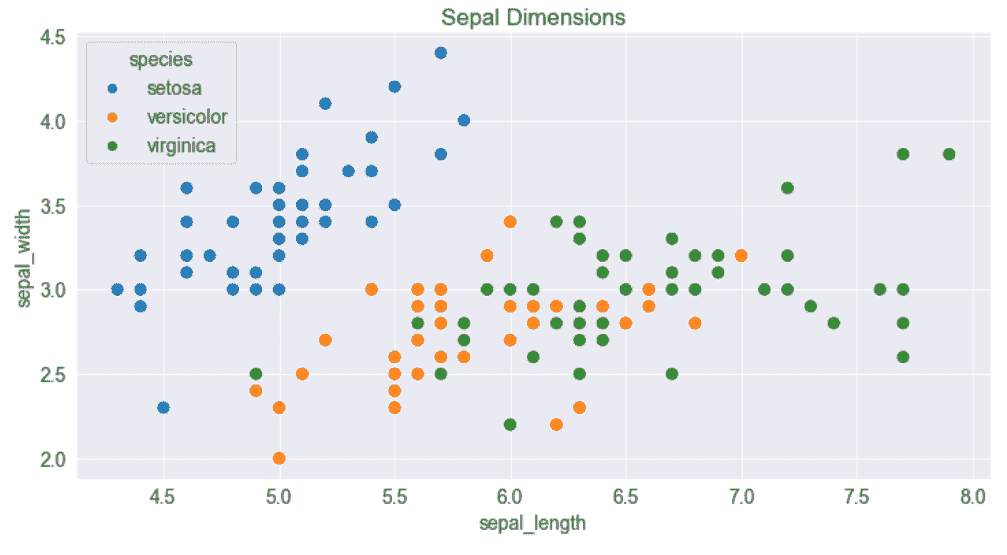 Sepal Dimensions
species
setosa
versicolor
virginica
sepal_width
4.5
4.0
3.5
3.0
2.5
2.0
4.5 5.0 5.5 6.0 6.5 7.0 7.5 8.0
sepal_length